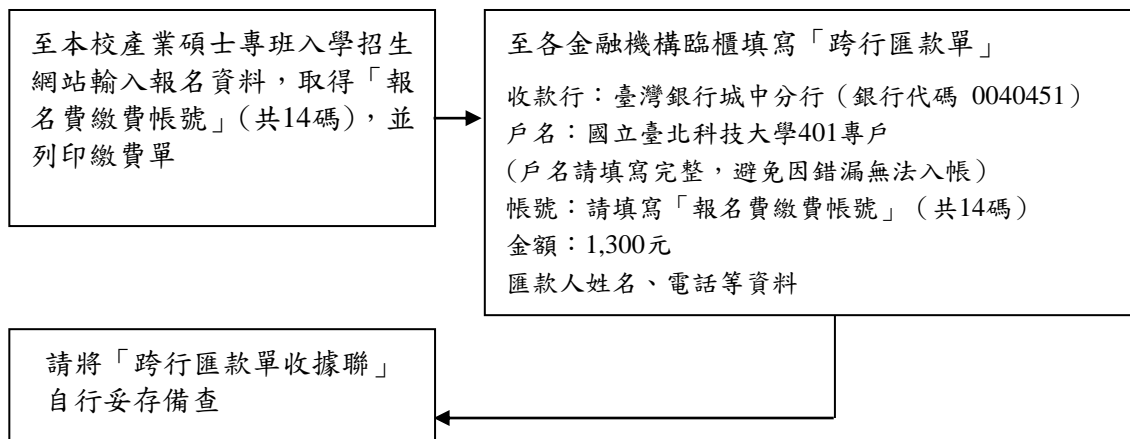 至本校產業碩士專班入學招生
網站輸入報名資料，取得「報
名費繳費帳號」（共14碼），並
列印繳費單
至各金融機構臨櫃填寫「跨行匯款單」
收款行：臺灣銀行城中分行（銀行代碼 0040451）
戶名：國立臺北科技大學401專戶
(戶名請填寫完整，避免因錯漏無法入帳）
帳號：請填寫「報名費繳費帳號」（共14碼）
金額：1,300元
匯款人姓名、電話等資料
請將「跨行匯款單收據聯」
自行妥存備查